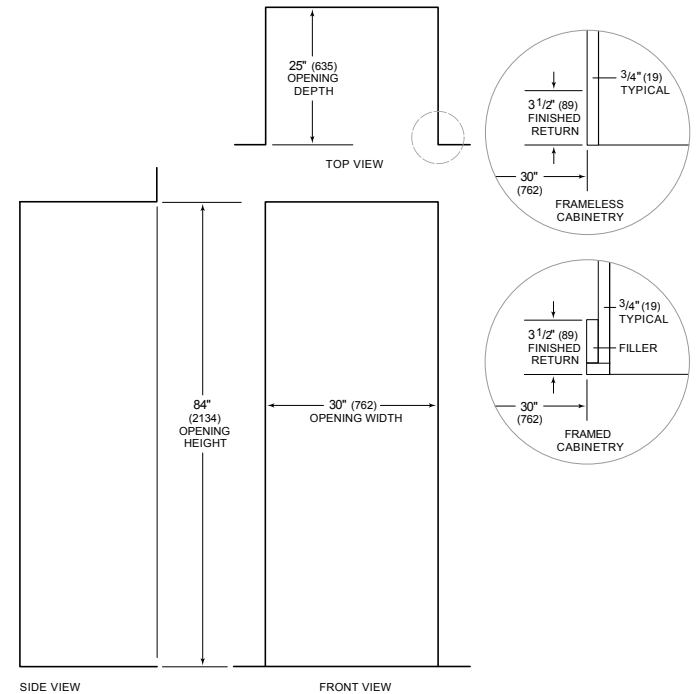 25" (635)
OPENING
DEPTH
TOP VIEW
3/4" (19)
TYPICAL
3 1/2" (89)
FINISHED
RETURN
30"
(762)
FRAMELESS
CABINETRY
3/4" (19)
TYPICAL
3 1/2" (89)
FINISHED
RETURN
FILLER
30"
(762)
FRAMED
CABINETRY
84"
(2134)
OPENING
HEIGHT
30" (762)
OPENING WIDTH
SIDE VIEW
FRONT VIEW